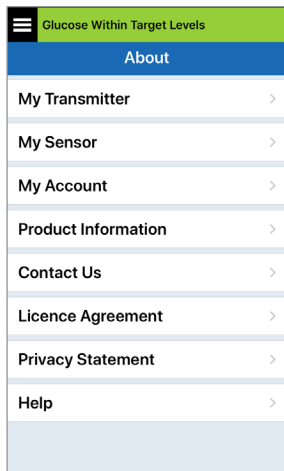 Glucose Within Target Levels
About
My Transmitter
My Sensor
My Account
Product Information
Contact Us
Licence Agreement
Privacy Statement
Help